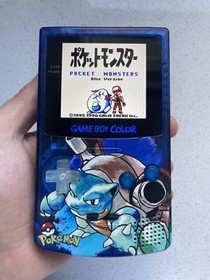 ポケットモンスター
POCKET MONSTERS
Blue Version
©1995,1996 GAME FREAK inc.
GAME BOY COLOR
POKéMON